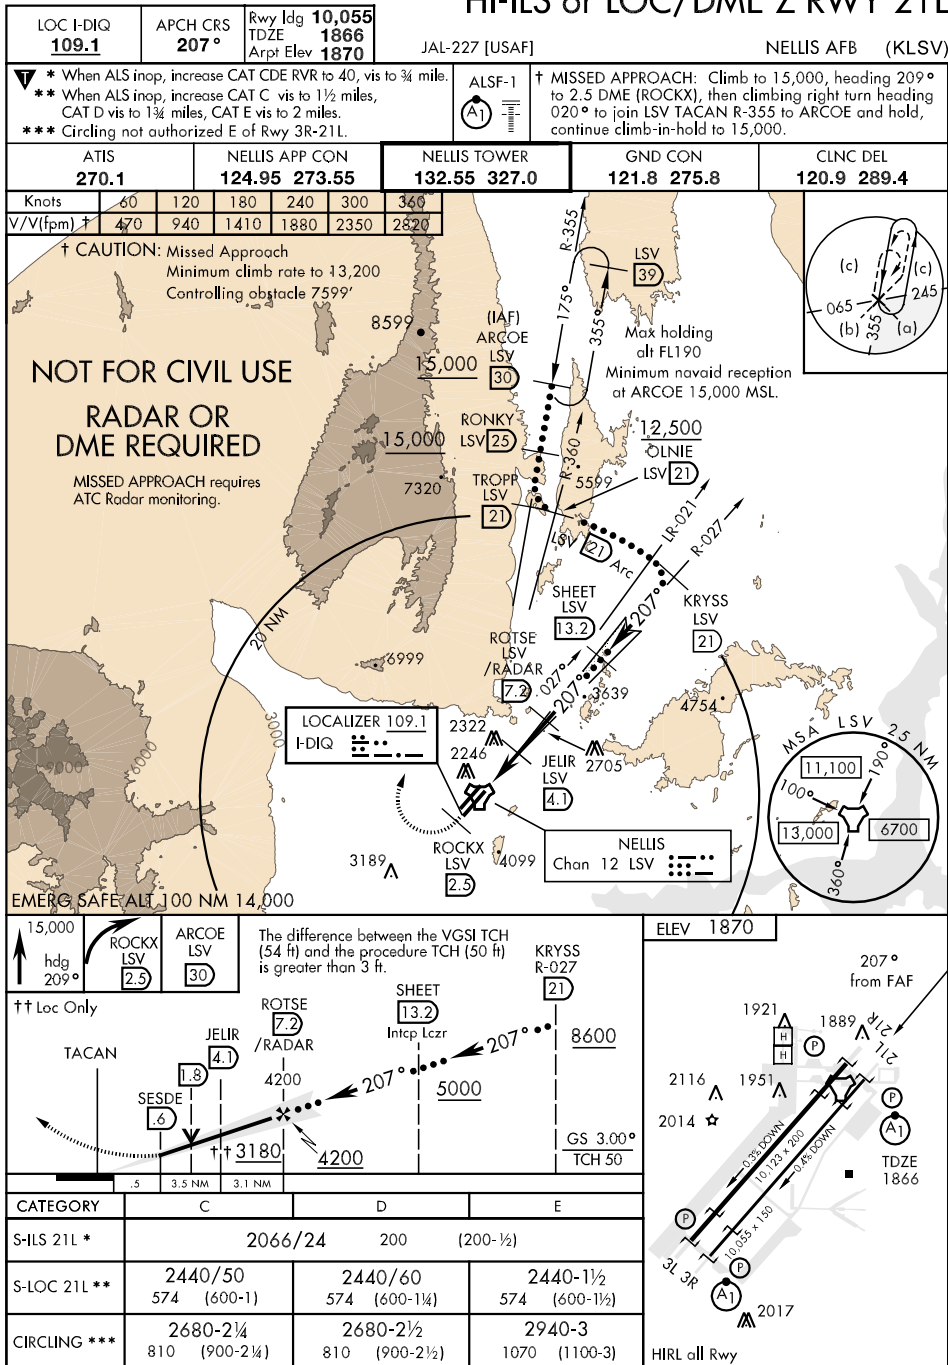 HI-ILS or LOC/DME Z RWY 21L
LOC I-DIQ
109.1
APCH CRS
207°
Rwy ldg 10,055
TDZE 1866
Arpt Elev 1870
JAL-227 [USAF]
NELLIS AFB (KLSV)
T * When ALS inop, increase CAT CDE RVR to 40, vis to ¾ mile.
** When ALS inop, increase CAT C vis to 1½ miles,
CAT D vis to 1¾ miles, CAT E vis to 2 miles.
*** Circling not authorized E of Rwy 3R-21L.
ALSF-1
A1
† MISSED APPROACH: Climb to 15,000, heading 209°
to 2.5 DME (ROCKX), then climbing right turn heading
020° to join LSV TACAN R-355 to ARCOE and hold,
continue climb-in-hold to 15,000.
ATIS
270.1
NELLIS APP CON
124.95 273.55
NELLIS TOWER
132.55 327.0
GND CON
121.8 275.8
CLNC DEL
120.9 289.4
Knots 60 120 180 240 300 360
V/V(fpm) † 470 940 1410 1880 2350 2820
† CAUTION: Missed Approach
Minimum climb rate to 13,200
Controlling obstacle 7599'
NOT FOR CIVIL USE
RADAR OR
DME REQUIRED
MISSED APPROACH requires
ATC Radar monitoring.
8599
(IAF)
ARCOE
LSV
30
15,000
R-355
175°
355°
LSV
39
Max holding
alt FL190
Minimum navaid reception
at ARCOE 15,000 MSL.
(c)
(c)
065
245
(b)
355
(a)
RONKY
LSV 25
15,000
R-360
12,500
OLNIE
LSV 21
5599
7320
TROPP
LSV
21
LSV 21 Arc
LR-021
R-027
20 NM
SHEET
LSV
13.2
207°
KRYSS
LSV
21
ROTSE
LSV
/RADAR
7.2
027°
207°
3639
6999
4754
3000
6000
9000
LOCALIZER 109.1
I-DIQ
2322
2246
2705
JELIR
LSV
4.1
MSA LSV 25 NM
11,100
190°
100°
13,000
6700
360°
ROCKX
LSV
2.5
4099
3189
NELLIS
Chan 12 LSV
EMERG SAFE ALT 100 NM 14,000
15,000
hdg
209°
ROCKX
LSV
2.5
ARCOE
LSV
30
The difference between the VGSI TCH
(54 ft) and the procedure TCH (50 ft)
is greater than 3 ft.
KRYSS
R-027
21
†† Loc Only
SHEET
13.2
Intcp Lczr
ROTSE
7.2
/RADAR
JELIR
4.1
TACAN
1.8
SESDE
.6
4200
207°
207°
8600
5000
†† 3180
4200
GS 3.00°
TCH 50
.5
3.5 NM
3.1 NM
ELEV 1870
207°
from FAF
1921
1889
21R
21L
H
H
P
2116
1951
2014
P
A1
TDZE
1866
0.3% DOWN
10,123 x 200
0.4% DOWN
10,055 x 150
P
3L 3R
P
A1
2017
HIRL all Rwy
CATEGORY C D E
S-ILS 21L * 2066/24 200 (200-½)
S-LOC 21L ** 2440/50 2440/60 2440-1½
574 (600-1) 574 (600-1¼) 574 (600-1½)
CIRCLING *** 2680-2¼ 2680-2½ 2940-3
810 (900-2¼) 810 (900-2½) 1070 (1100-3)